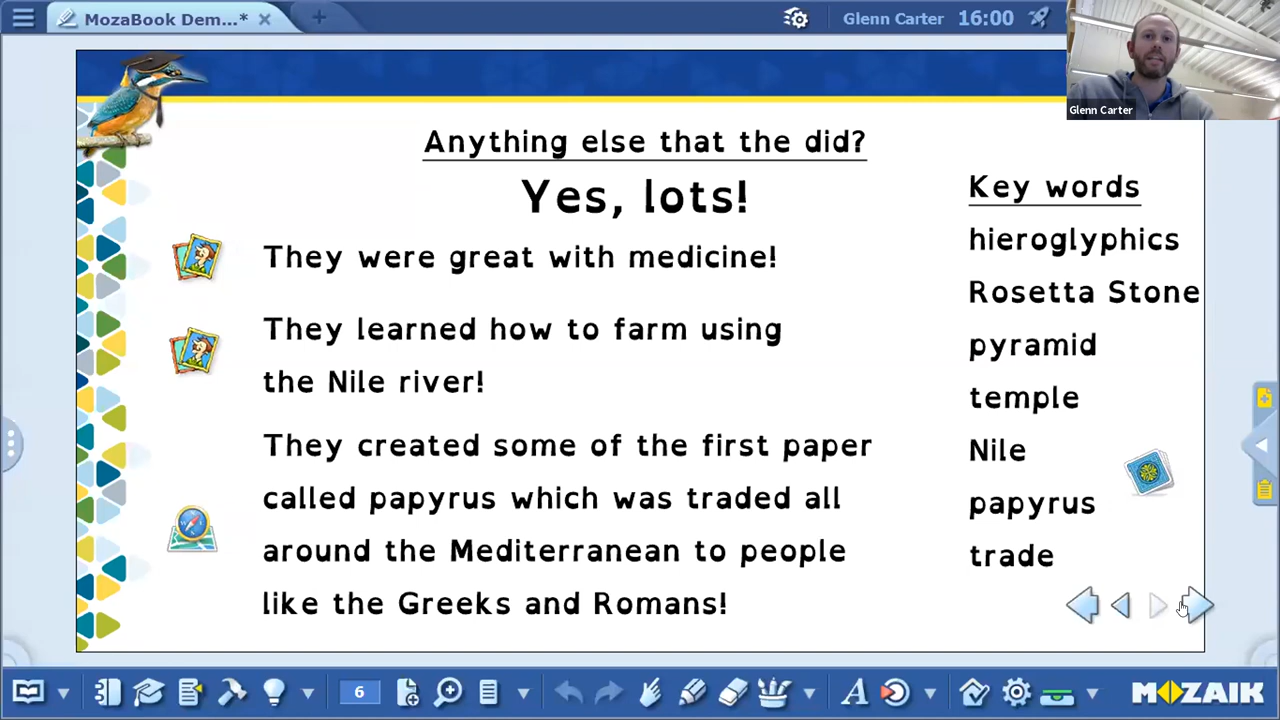 MozaBook Dem...*
Glenn Carter 16:00
Glenn Carter
Anything else that the did?
Yes, lots!
They were great with medicine!
They learned how to farm using
the Nile river!
They created some of the first paper
called papyrus which was traded all
around the Mediterranean to people
like the Greeks and Romans!
Key words
hieroglyphics
Rosetta Stone
pyramid
temple
Nile
papyrus
trade
6
A
MOZAIK